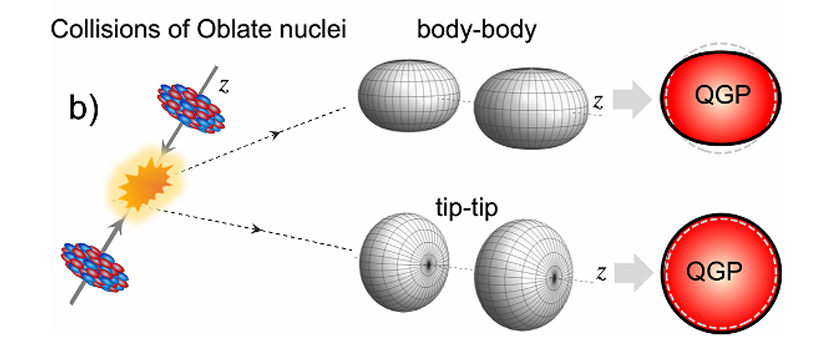 Collisions of Oblate nuclei
body-body
b)
z
z
QGP
tip-tip
z
QGP